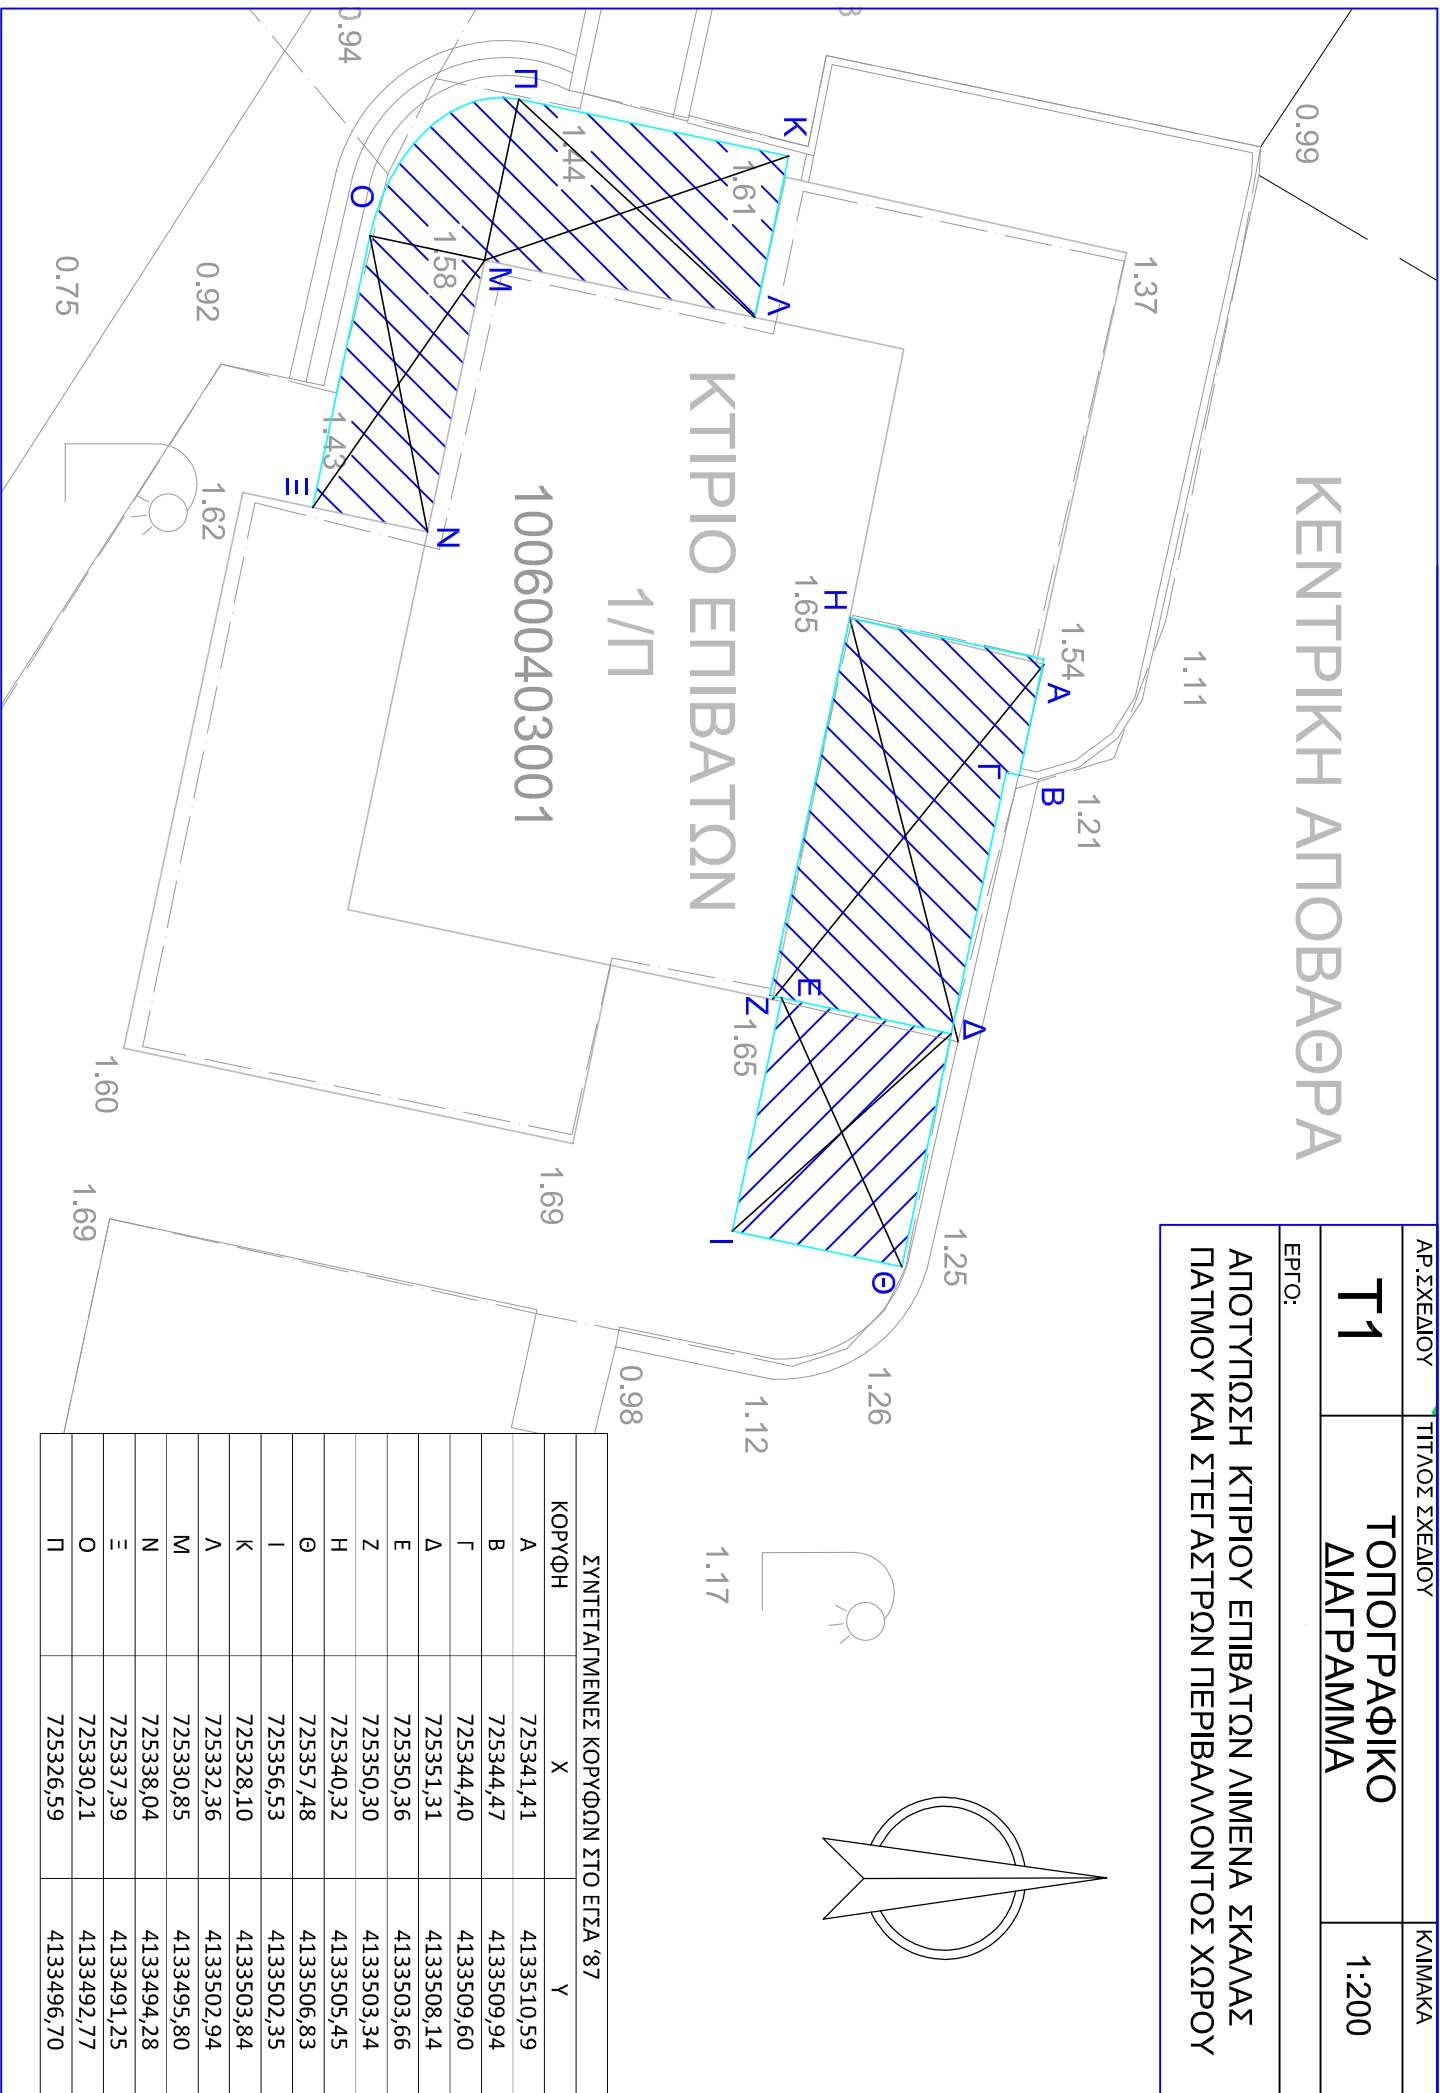 ΑΡ.ΣΧΕΔΙΟΥ
ΤΙΤΛΟΣ ΣΧΕΔΙΟΥ
ΚΛΙΜΑΚΑ
Τ1
ΤΟΠΟΓΡΑΦΙΚΟ
ΔΙΑΓΡΑΜΜΑ
1:200
ΕΡΓΟ:
ΑΠΟΤΥΠΩΣΗ ΚΤΙΡΙΟΥ ΕΠΙΒΑΤΩΝ ΛΙΜΕΝΑ ΣΚΑΛΑΣ
ΠΑΤΜΟΥ ΚΑΙ ΣΤΕΓΑΣΤΡΩΝ ΠΕΡΙΒΑΛΛΟΝΤΟΣ ΧΩΡΟΥ
ΚΕΝΤΡΙΚΗ ΑΠΟΒΑΘΡΑ
0.99
1.37
1.11
1.54
Α
Β
Γ
1.21
Η
1.65
Δ
Ε
Ζ
1.65
1.25
Θ
Ι
1.26
1.12
0.98
1.17
Κ
1.61
Λ
ΚΤΙΡΙΟ ΕΠΙΒΑΤΩΝ
1/Π
100600403001
Π
1.44
Μ
1.58
Ο
0.94
Ν
Ξ
1.43
1.62
0.92
0.75
1.69
1.60
1.69
ΣΥΝΤΕΤΑΓΜΕΝΕΣ ΚΟΡΥΦΩΝ ΣΤΟ ΕΓΣΑ '87
ΚΟΡΥΦΗ Χ Υ
Α 725341,41 4133510,59
Β 725344,47 4133509,94
Γ 725344,40 4133509,60
Δ 725351,31 4133508,14
Ε 725350,36 4133503,66
Ζ 725350,30 4133503,34
Η 725340,32 4133505,45
Θ 725357,48 4133506,83
Ι 725356,53 4133502,35
Κ 725328,10 4133503,84
Λ 725332,36 4133502,94
Μ 725330,85 4133495,80
Ν 725338,04 4133494,28
Ξ 725337,39 4133491,25
Ο 725330,21 4133492,77
Π 725326,59 4133496,70